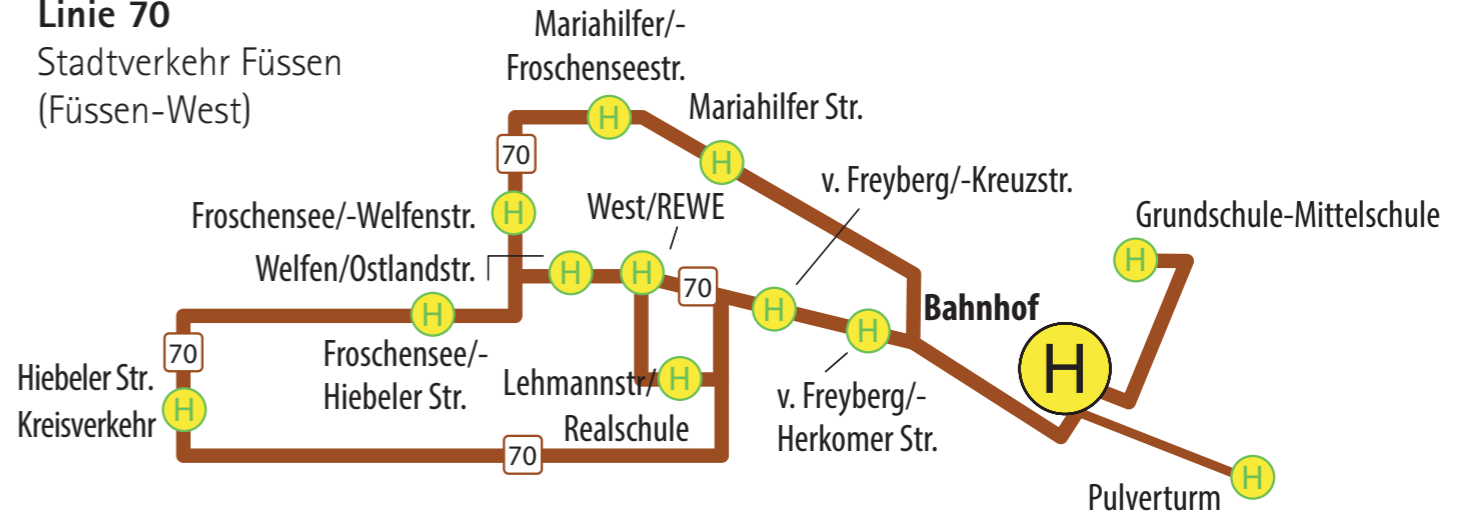 Linie 70
Stadtverkehr Füssen
(Füssen-West)
Mariahilfer/-
Froschenseestr.
H
Mariahilfer Str.
H
70
v. Freyberg/-Kreuzstr.
Froschensee/-Welfenstr.
H
West/REWE
Grundschule-Mittelschule
H
Welfen/Ostlandstr.
H
H
70
H
H
Bahnhof
H
H
70
Froschensee/-
Hiebeler Str.
Hiebeler Str.
Kreisverkehr
H
Lehmannstr/
Realschule
H
v. Freyberg/-
Herkomer Str.
70
Pulverturm
H